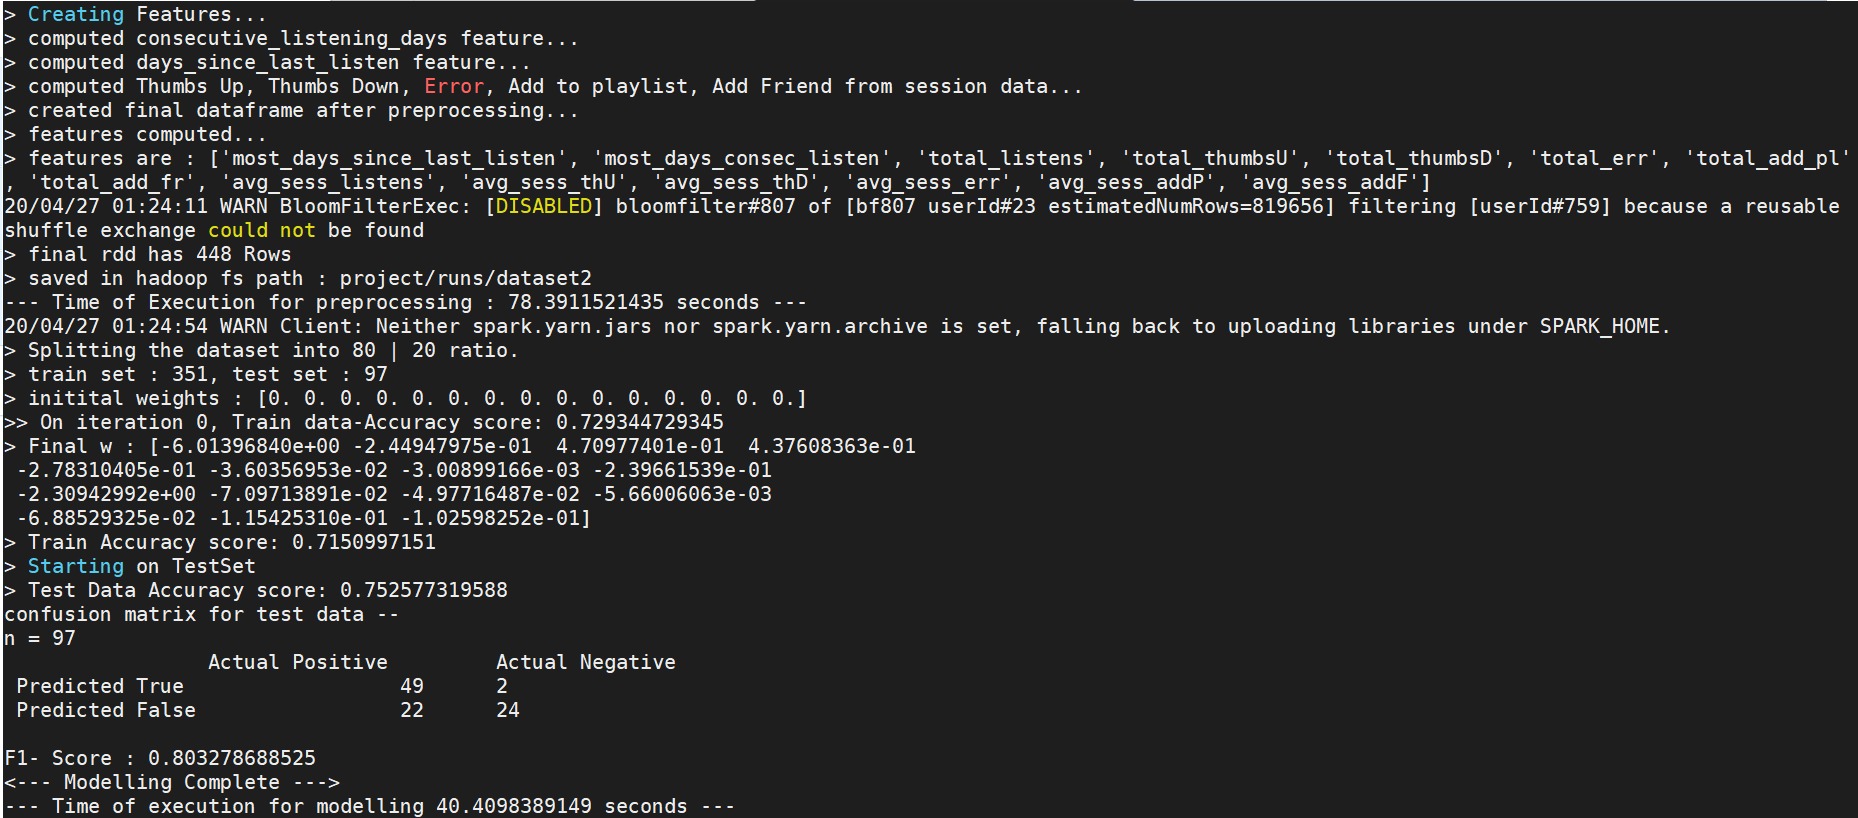 > Creating Features...
> computed consecutive_listening_days feature...
> computed days_since_last_listen feature...
> computed Thumbs Up, Thumbs Down, Error, Add to playlist, Add Friend from session data...
> created final dataframe after preprocessing...
> features computed...
> features are : ['most_days_since_last_listen', 'most_days_consec_listen', 'total_listens', 'total_thumbsU', 'total_thumbsD', 'total_err', 'total_add_pl'
, 'total_add_fr', 'avg_sess_listens', 'avg_sess_thU', 'avg_sess_thD', 'avg_sess_err', 'avg_sess_addP', 'avg_sess_addF']
20/04/27 01:24:11 WARN BloomFilterExec: [DISABLED] bloomfilter#807 of [bf807 userId#23 estimatedNumRows=819656] filtering [userId#759] because a reusable
shuffle exchange could not be found
> final rdd has 448 Rows
> saved in hadoop fs path : project/runs/dataset2
--- Time of Execution for preprocessing : 78.3911521435 seconds ---
20/04/27 01:24:54 WARN Client: Neither spark.yarn.jars nor spark.yarn.archive is set, falling back to uploading libraries under SPARK_HOME.
> Splitting the dataset into 80 | 20 ratio.
> train set : 351, test set : 97
> initital weights : [0. 0. 0. 0. 0. 0. 0. 0. 0. 0. 0. 0. 0. 0. 0.]
>> On iteration 0, Train data-Accuracy score: 0.729344729345
> Final w : [-6.01396840e+00 -2.44947975e-01  4.70977401e-01  4.37608363e-01
 -2.78310405e-01 -3.60356953e-02 -3.00899166e-03 -2.39661539e-01
 -2.30942992e+00 -7.09713891e-02 -4.97716487e-02 -5.66006063e-03
 -6.88529325e-02 -1.15425310e-01 -1.02598252e-01]
> Train Accuracy score: 0.7150997151
> Starting on TestSet
> Test Data Accuracy score: 0.752577319588
confusion matrix for test data --
n = 97
                 Actual Positive         Actual Negative
 Predicted True                  49      2
 Predicted False                 22      24
F1- Score : 0.803278688525
<--- Modelling Complete --->
--- Time of execution for modelling 40.4098389149 seconds ---